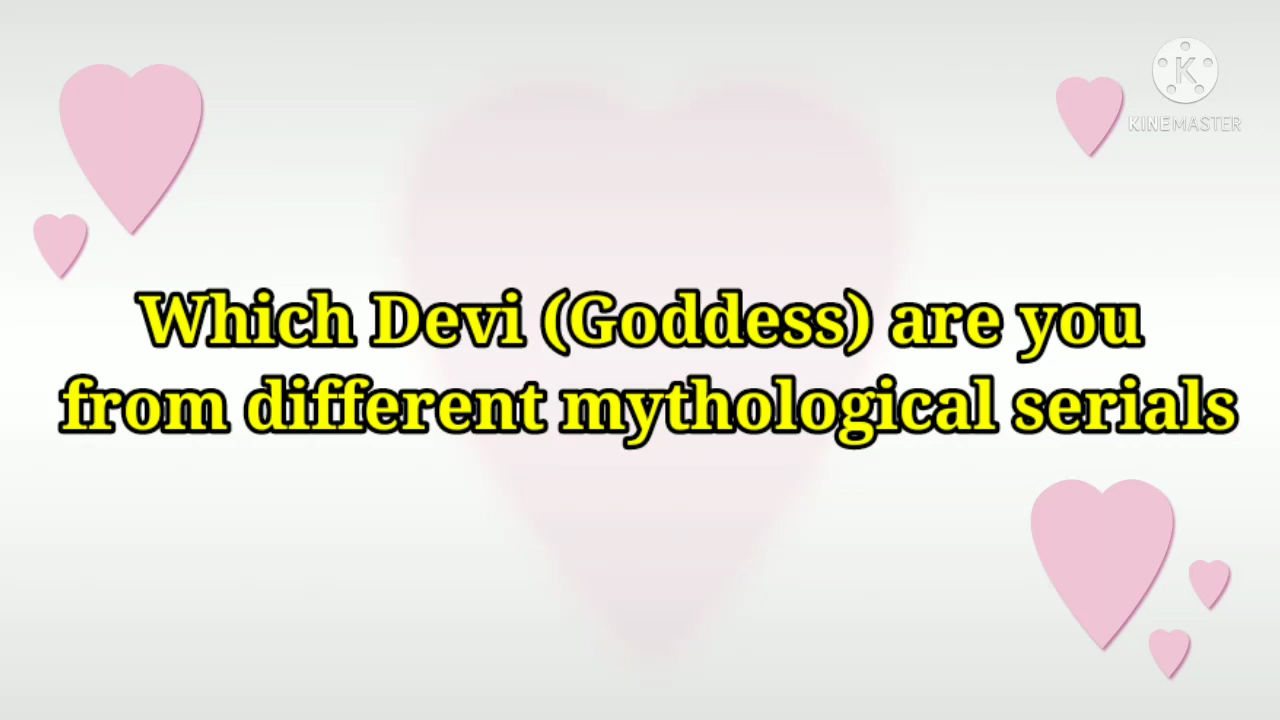 KINEMASTER
Which Devi (Goddess) are you
from different mythological serials